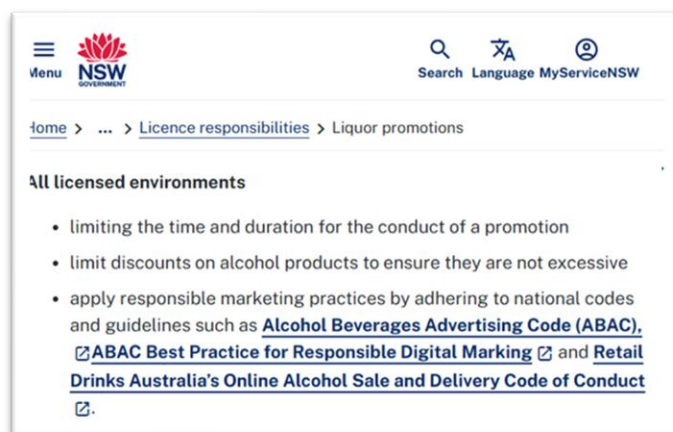 Menu
NSW
GOVERNMENT
Search Language MyServiceNSW
Home > ... > Licence responsibilities > Liquor promotions
All licensed environments
• limiting the time and duration for the conduct of a promotion
• limit discounts on alcohol products to ensure they are not excessive
• apply responsible marketing practices by adhering to national codes
and guidelines such as Alcohol Beverages Advertising Code (ABAC),
ABAC Best Practice for Responsible Digital Marking and Retail
Drinks Australia's Online Alcohol Sale and Delivery Code of Conduct
.